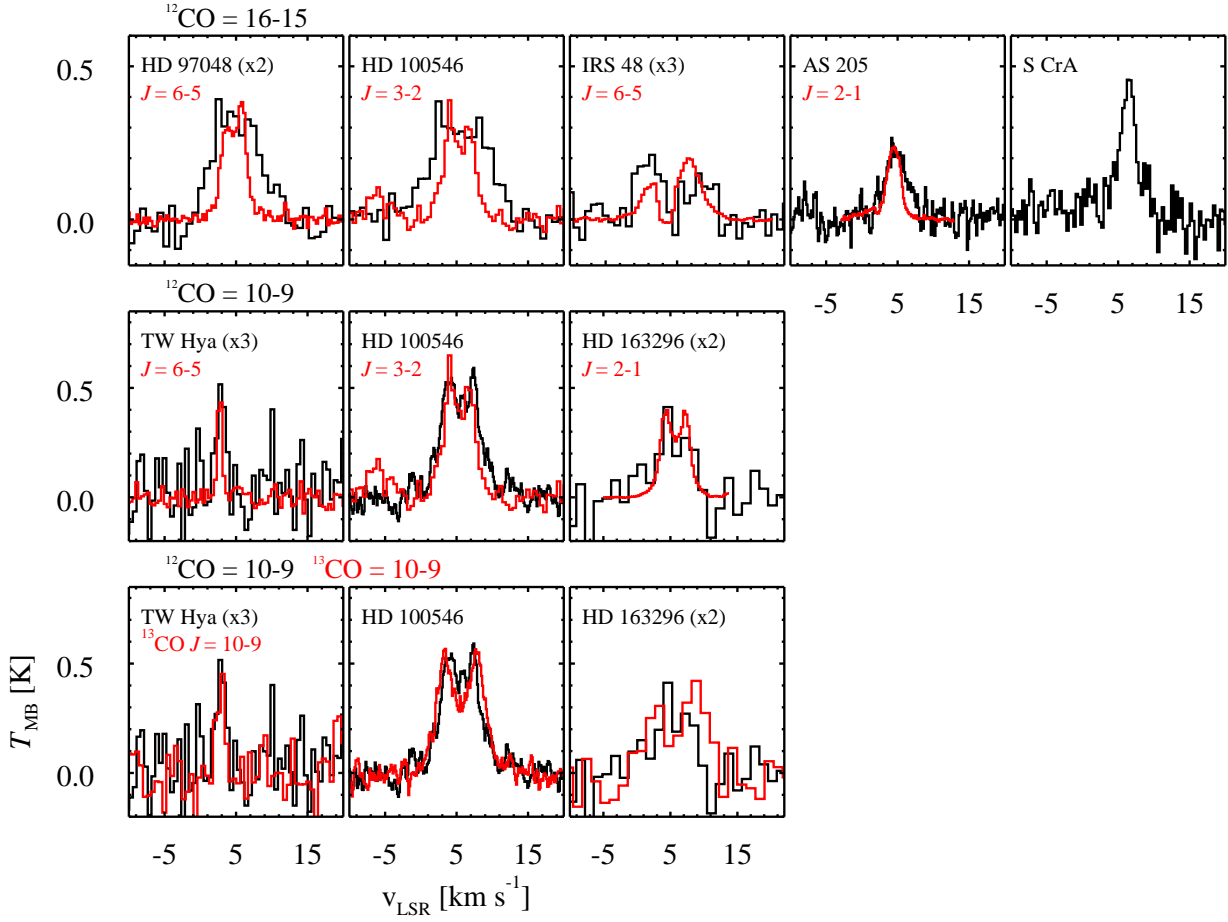 ¹²CO = 16-15
HD 97048 (x2)
J = 6-5
HD 100546
J = 3-2
IRS 48 (x3)
J = 6-5
AS 205
J = 2-1
S CrA
0.5
0.0
-5 5 15 -5 5 15
¹²CO = 10-9
TW Hya (x3)
J = 6-5
HD 100546
J = 3-2
HD 163296 (x2)
J = 2-1
0.5
0.0
¹²CO = 10-9 ¹³CO = 10-9
TW Hya (x3)
¹³CO J = 10-9
HD 100546
HD 163296 (x2)
0.5
0.0
T_MB [K]
-5 5 15 -5 5 15 -5 5 15
v_LSR [km s⁻¹]